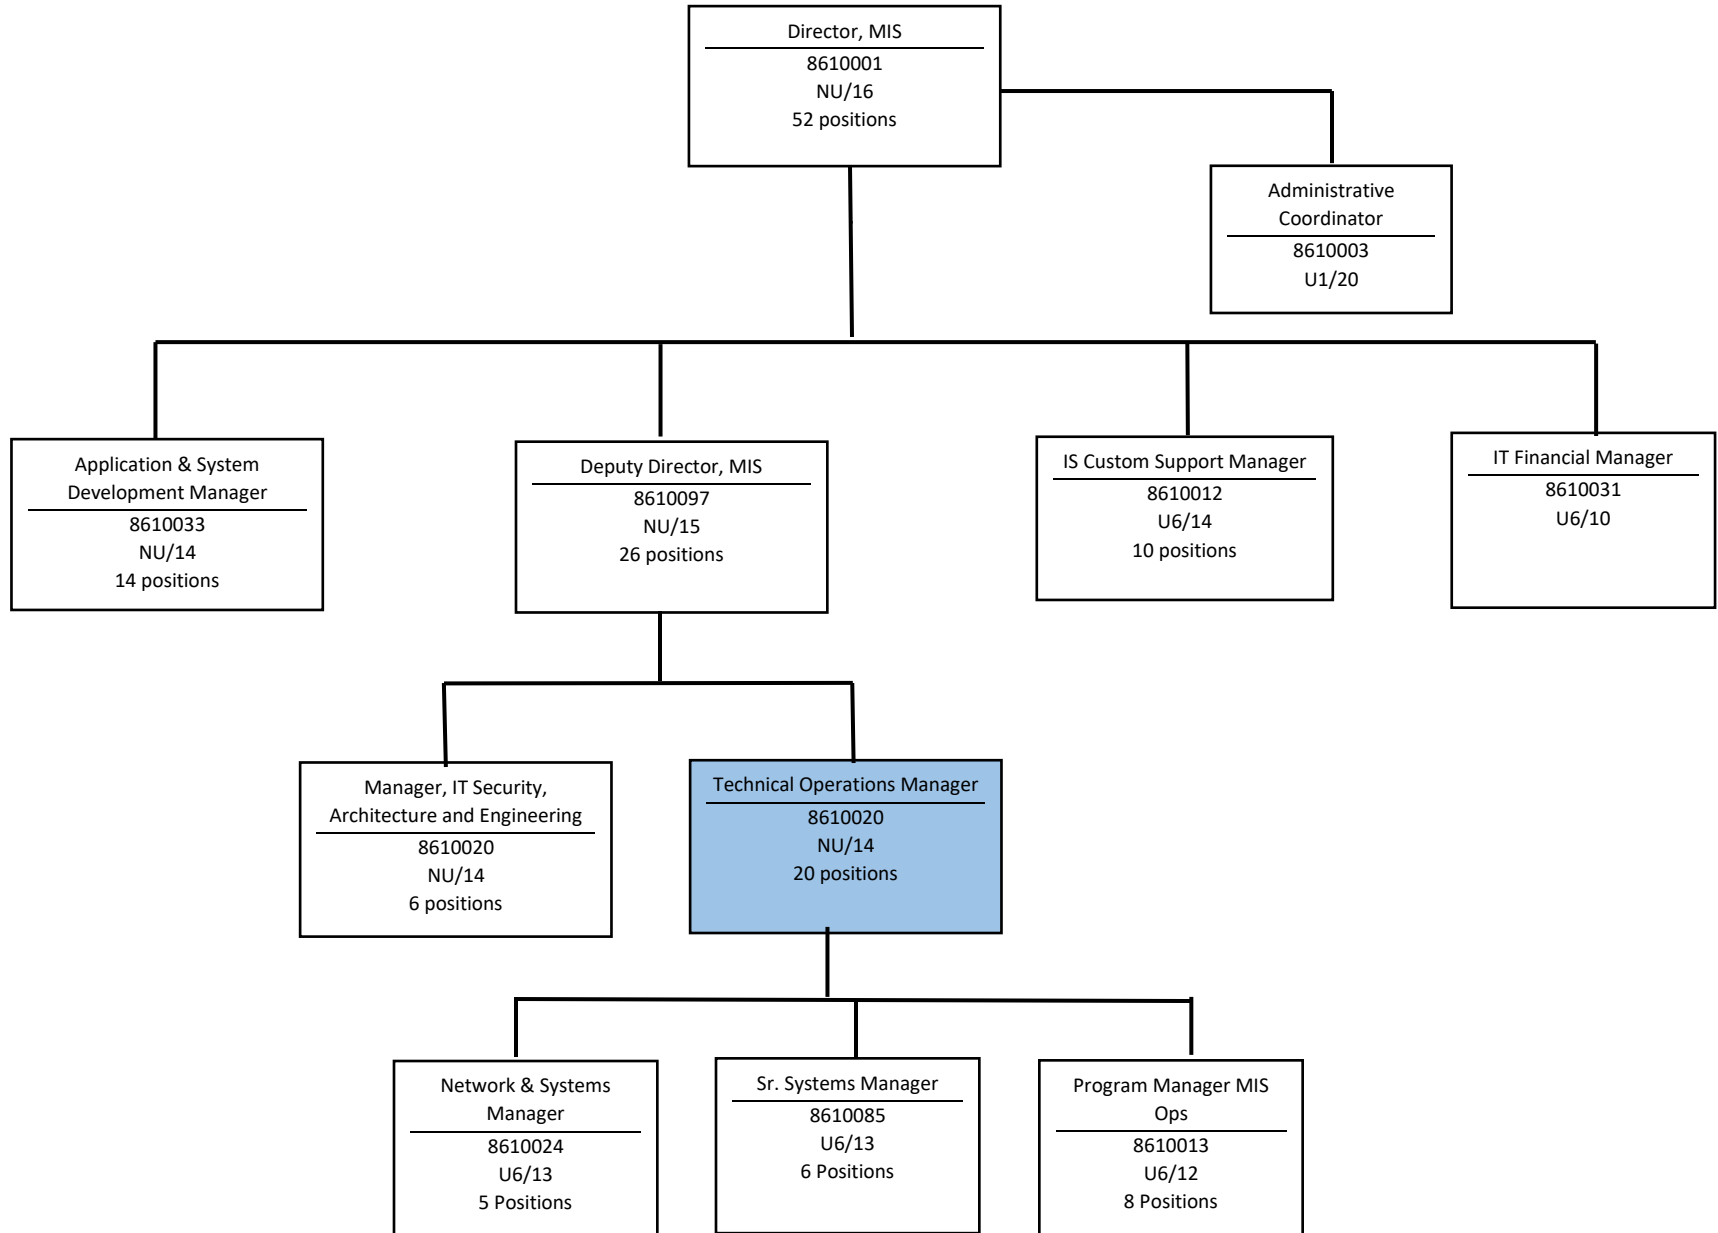 Director, MIS
8610001
NU/16
52 positions
Administrative
Coordinator
8610003
U1/20
Application & System
Development Manager
8610033
NU/14
14 positions
Deputy Director, MIS
8610097
NU/15
26 positions
IS Custom Support Manager
8610012
U6/14
10 positions
IT Financial Manager
8610031
U6/10
Manager, IT Security,
Architecture and Engineering
8610020
NU/14
6 positions
Technical Operations Manager
8610020
NU/14
20 positions
Network & Systems
Manager
8610024
U6/13
5 Positions
Sr. Systems Manager
8610085
U6/13
6 Positions
Program Manager MIS
Ops
8610013
U6/12
8 Positions